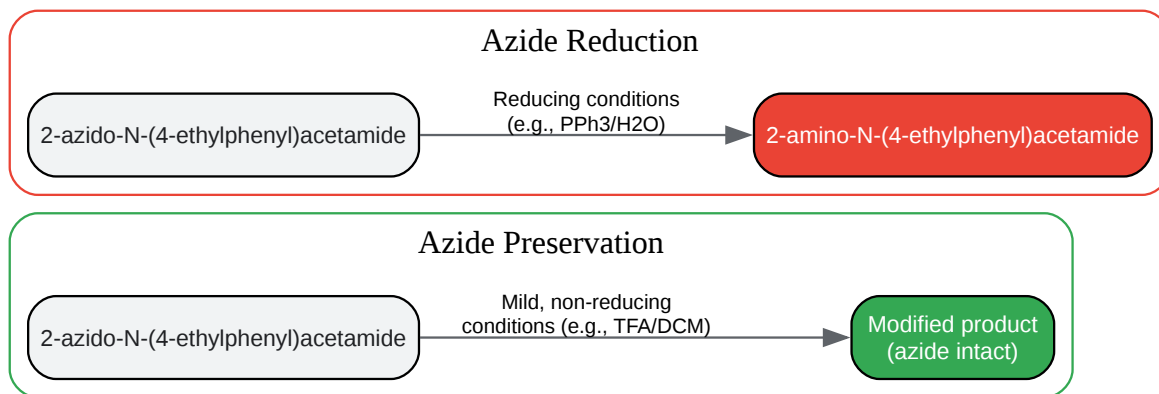 Azide Reduction
2-azido-N-(4-ethylphenyl)acetamide
Reducing conditions
(e.g., PPh3/H2O)
2-amino-N-(4-ethylphenyl)acetamide
Azide Preservation
2-azido-N-(4-ethylphenyl)acetamide
Mild, non-reducing
conditions (e.g., TFA/DCM)
Modified product
(azide intact)